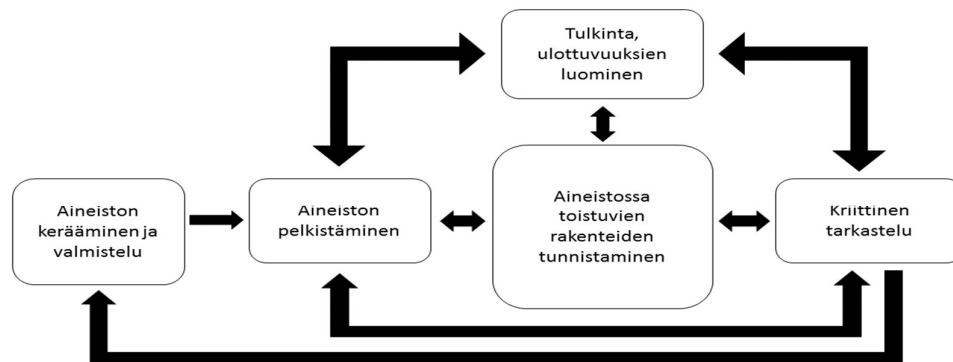 Tulkinta,
ulottuvuuksien
luominen
Aineiston
kerääminen ja
valmistelu
Aineiston
pelkistäminen
Aineistossa
toistuvien
rakenteiden
tunnistaminen
Kriittinen
tarkastelu